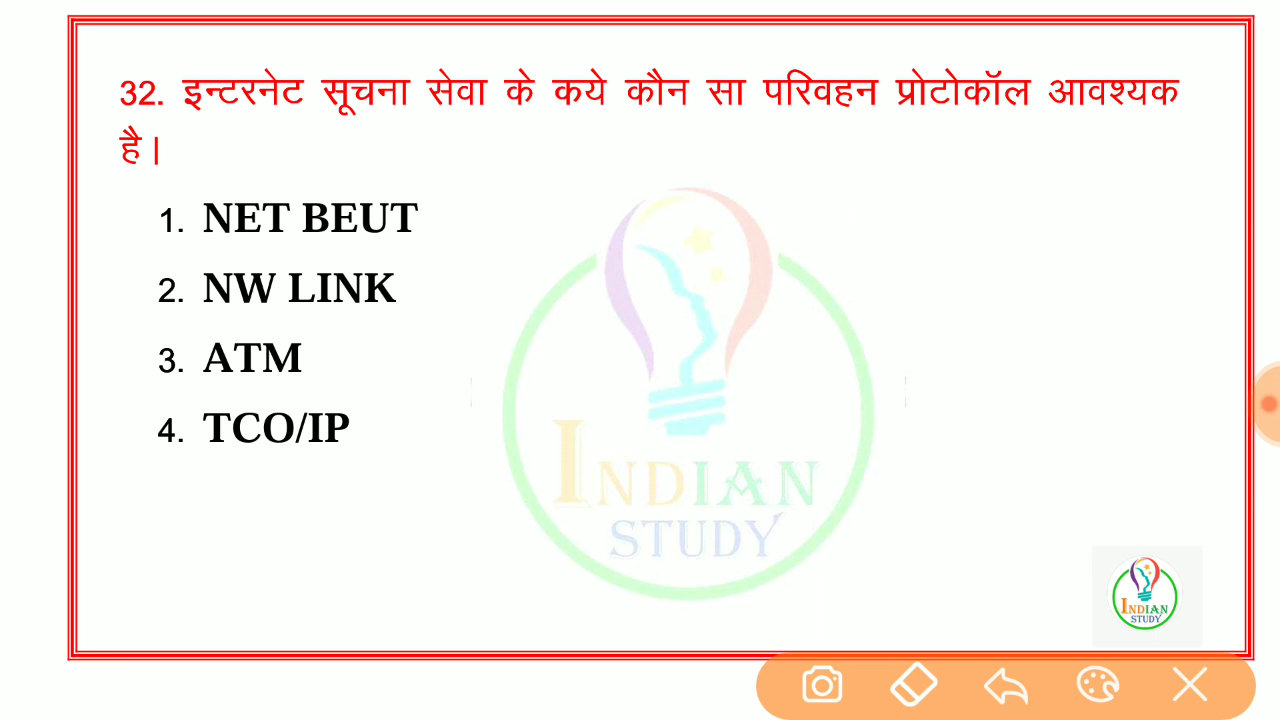 32. इन्टरनेट सूचना सेवा के कये कौन सा परिवहन प्रोटोकॉल आवश्यक
है।
1. NET BEUT
2. NW LINK
3. ATM
4. TCO/IP
INDIAN
STUDY
INDIAN
STUDY